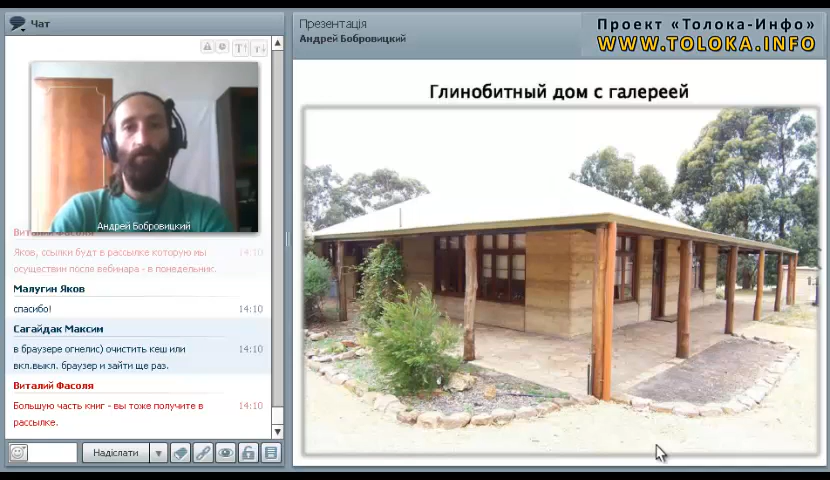 Чат
Андрей Бобровицкий
Виталий Фасоля
Яков, ссылки будт в рассылке которую мы
14:10
осуществим после вебинара - в понедельник.
Малугин Яков
спасибо!
14:10
Сагайдак Максим
в браузере огнелис) очистить кеш или
14:10
вкл.выкл. браузер и зайти ще раз.
Виталий Фасоля
Большую часть книг - вы тоже получите в
14:10
рассылке.
Надіслати
Презентація
Андрей Бобровицкий
Проект «Толока-Инфо»
WWW.TOLOKA.INFO
Глинобитный дом с галереей